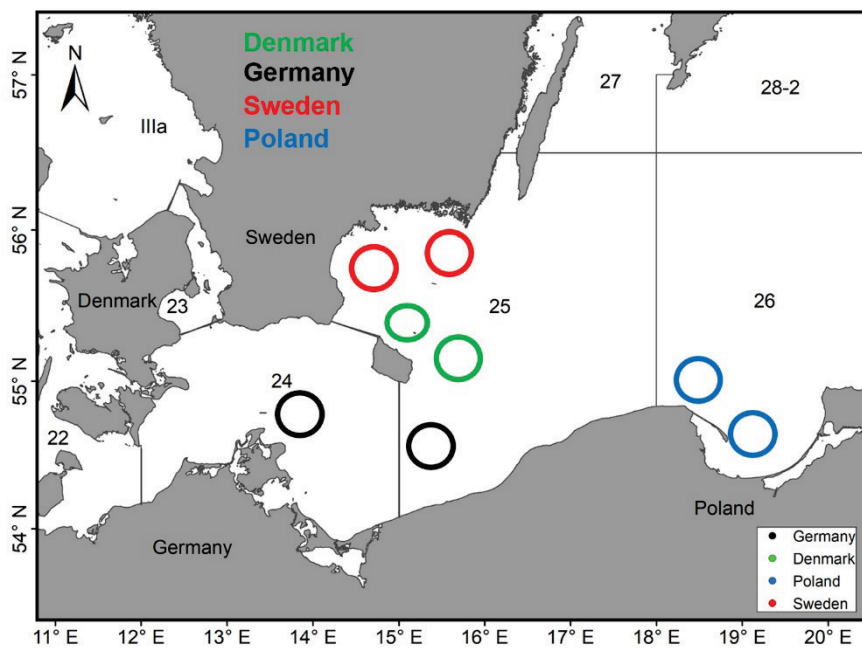 Denmark
Germany
Sweden
Poland
N
27
28-2
IIIa
Sweden
Denmark
23
25
26
24
22
Germany
Poland
Germany
Denmark
Poland
Sweden
57° N
56° N
55° N
54° N
11° E 12° E 13° E 14° E 15° E 16° E 17° E 18° E 19° E 20° E